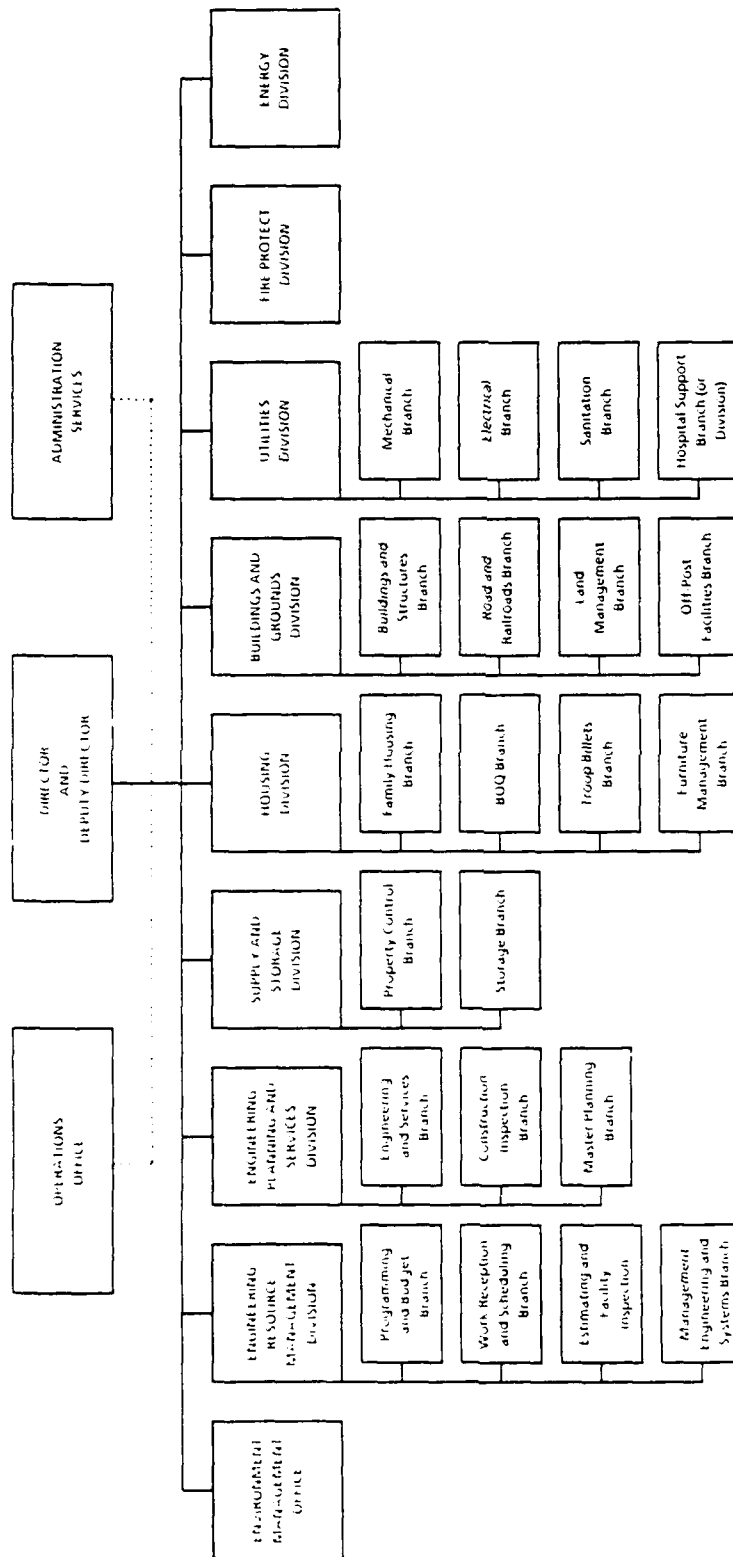 OPERATIONS
OFFICE
DIRECTOR
AND
DEPUTY DIRECTOR
ADMINISTRATION
SERVICES
ENVIRONMENT
MANAGEMENT
OFFICE
ENGINEERING
RESOURCE
MANAGEMENT
DIVISION
Programming
and Budget
Branch
Work Reception
and Scheduling
Branch
Estimating and
Facility
Inspection
Management
Engineering and
Systems Branch
ENGINEERING
PLANNING AND
SERVICES
DIVISION
Engineering
and Services
Branch
Construction
Inspection
Branch
Master Planning
Branch
SUPPLY AND
STORAGE
DIVISION
Property Control
Branch
Storage Branch
HOUSING
DIVISION
Family Housing
Branch
BOQ Branch
Troop Billets
Branch
Furniture
Management
Branch
BUILDINGS AND
GROUNDS
DIVISION
Buildings and
Structures
Branch
Road and
Railroads Branch
Land
Management
Branch
Off-Post
Facilities Branch
UTILITIES
DIVISION
Mechanical
Branch
Electrical
Branch
Sanitation
Branch
Hospital Support
Branch (or
Division)
FIRE PROTECT
DIVISION
ENERGY
DIVISION